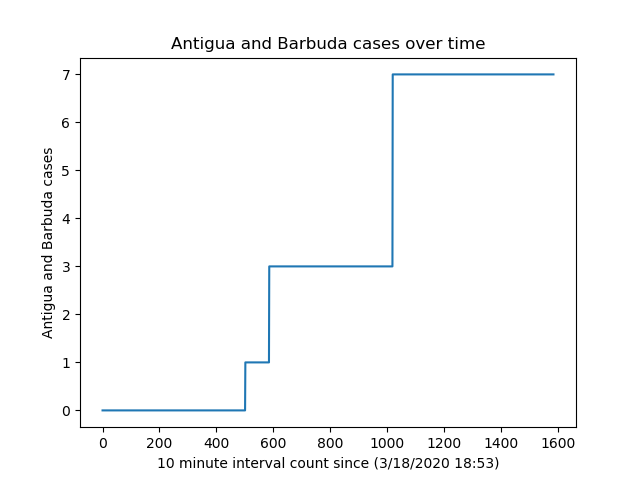 Antigua and Barbuda cases over time
Antigua and Barbuda cases
7
6
5
4
3
2
1
0
0 200 400 600 800 1000 1200 1400 1600
10 minute interval count since (3/18/2020 18:53)